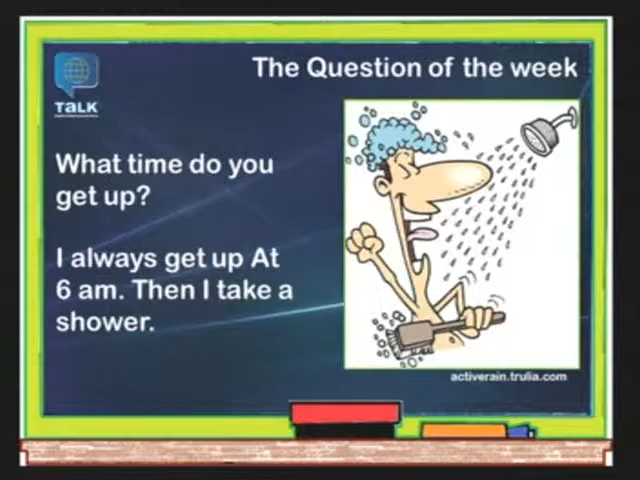 The Question of the week
TaLK
What time do you
get up?
I always get up At
6 am. Then I take a
shower.
activerain.trulia.com